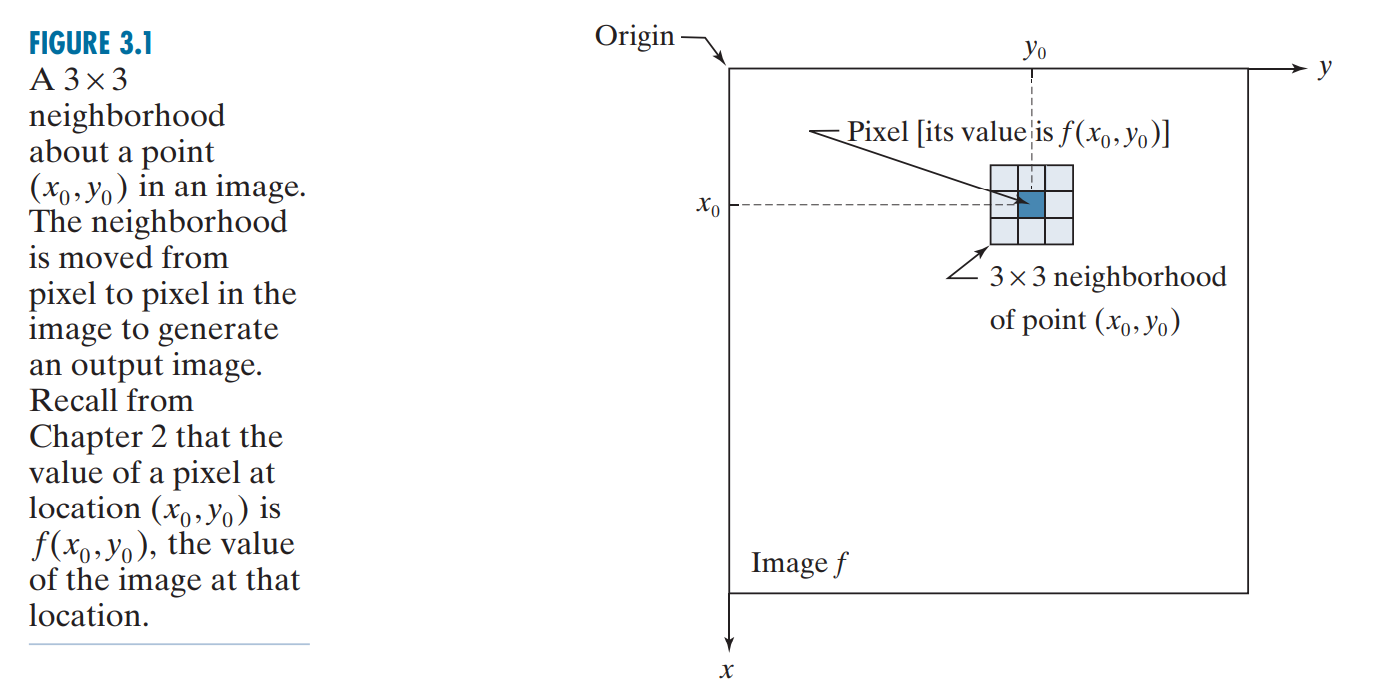 FIGURE 3.1
A 3×3
neighborhood
about a point
(x₀, y₀) in an image.
The neighborhood
is moved from
pixel to pixel in the
image to generate
an output image.
Recall from
Chapter 2 that the
value of a pixel at
location (x₀, y₀) is
f(x₀, y₀), the value
of the image at that
location.
Origin
y₀
y
Pixel [its value is f(x₀, y₀)]
x₀
3×3 neighborhood
of point (x₀, y₀)
Image f
x